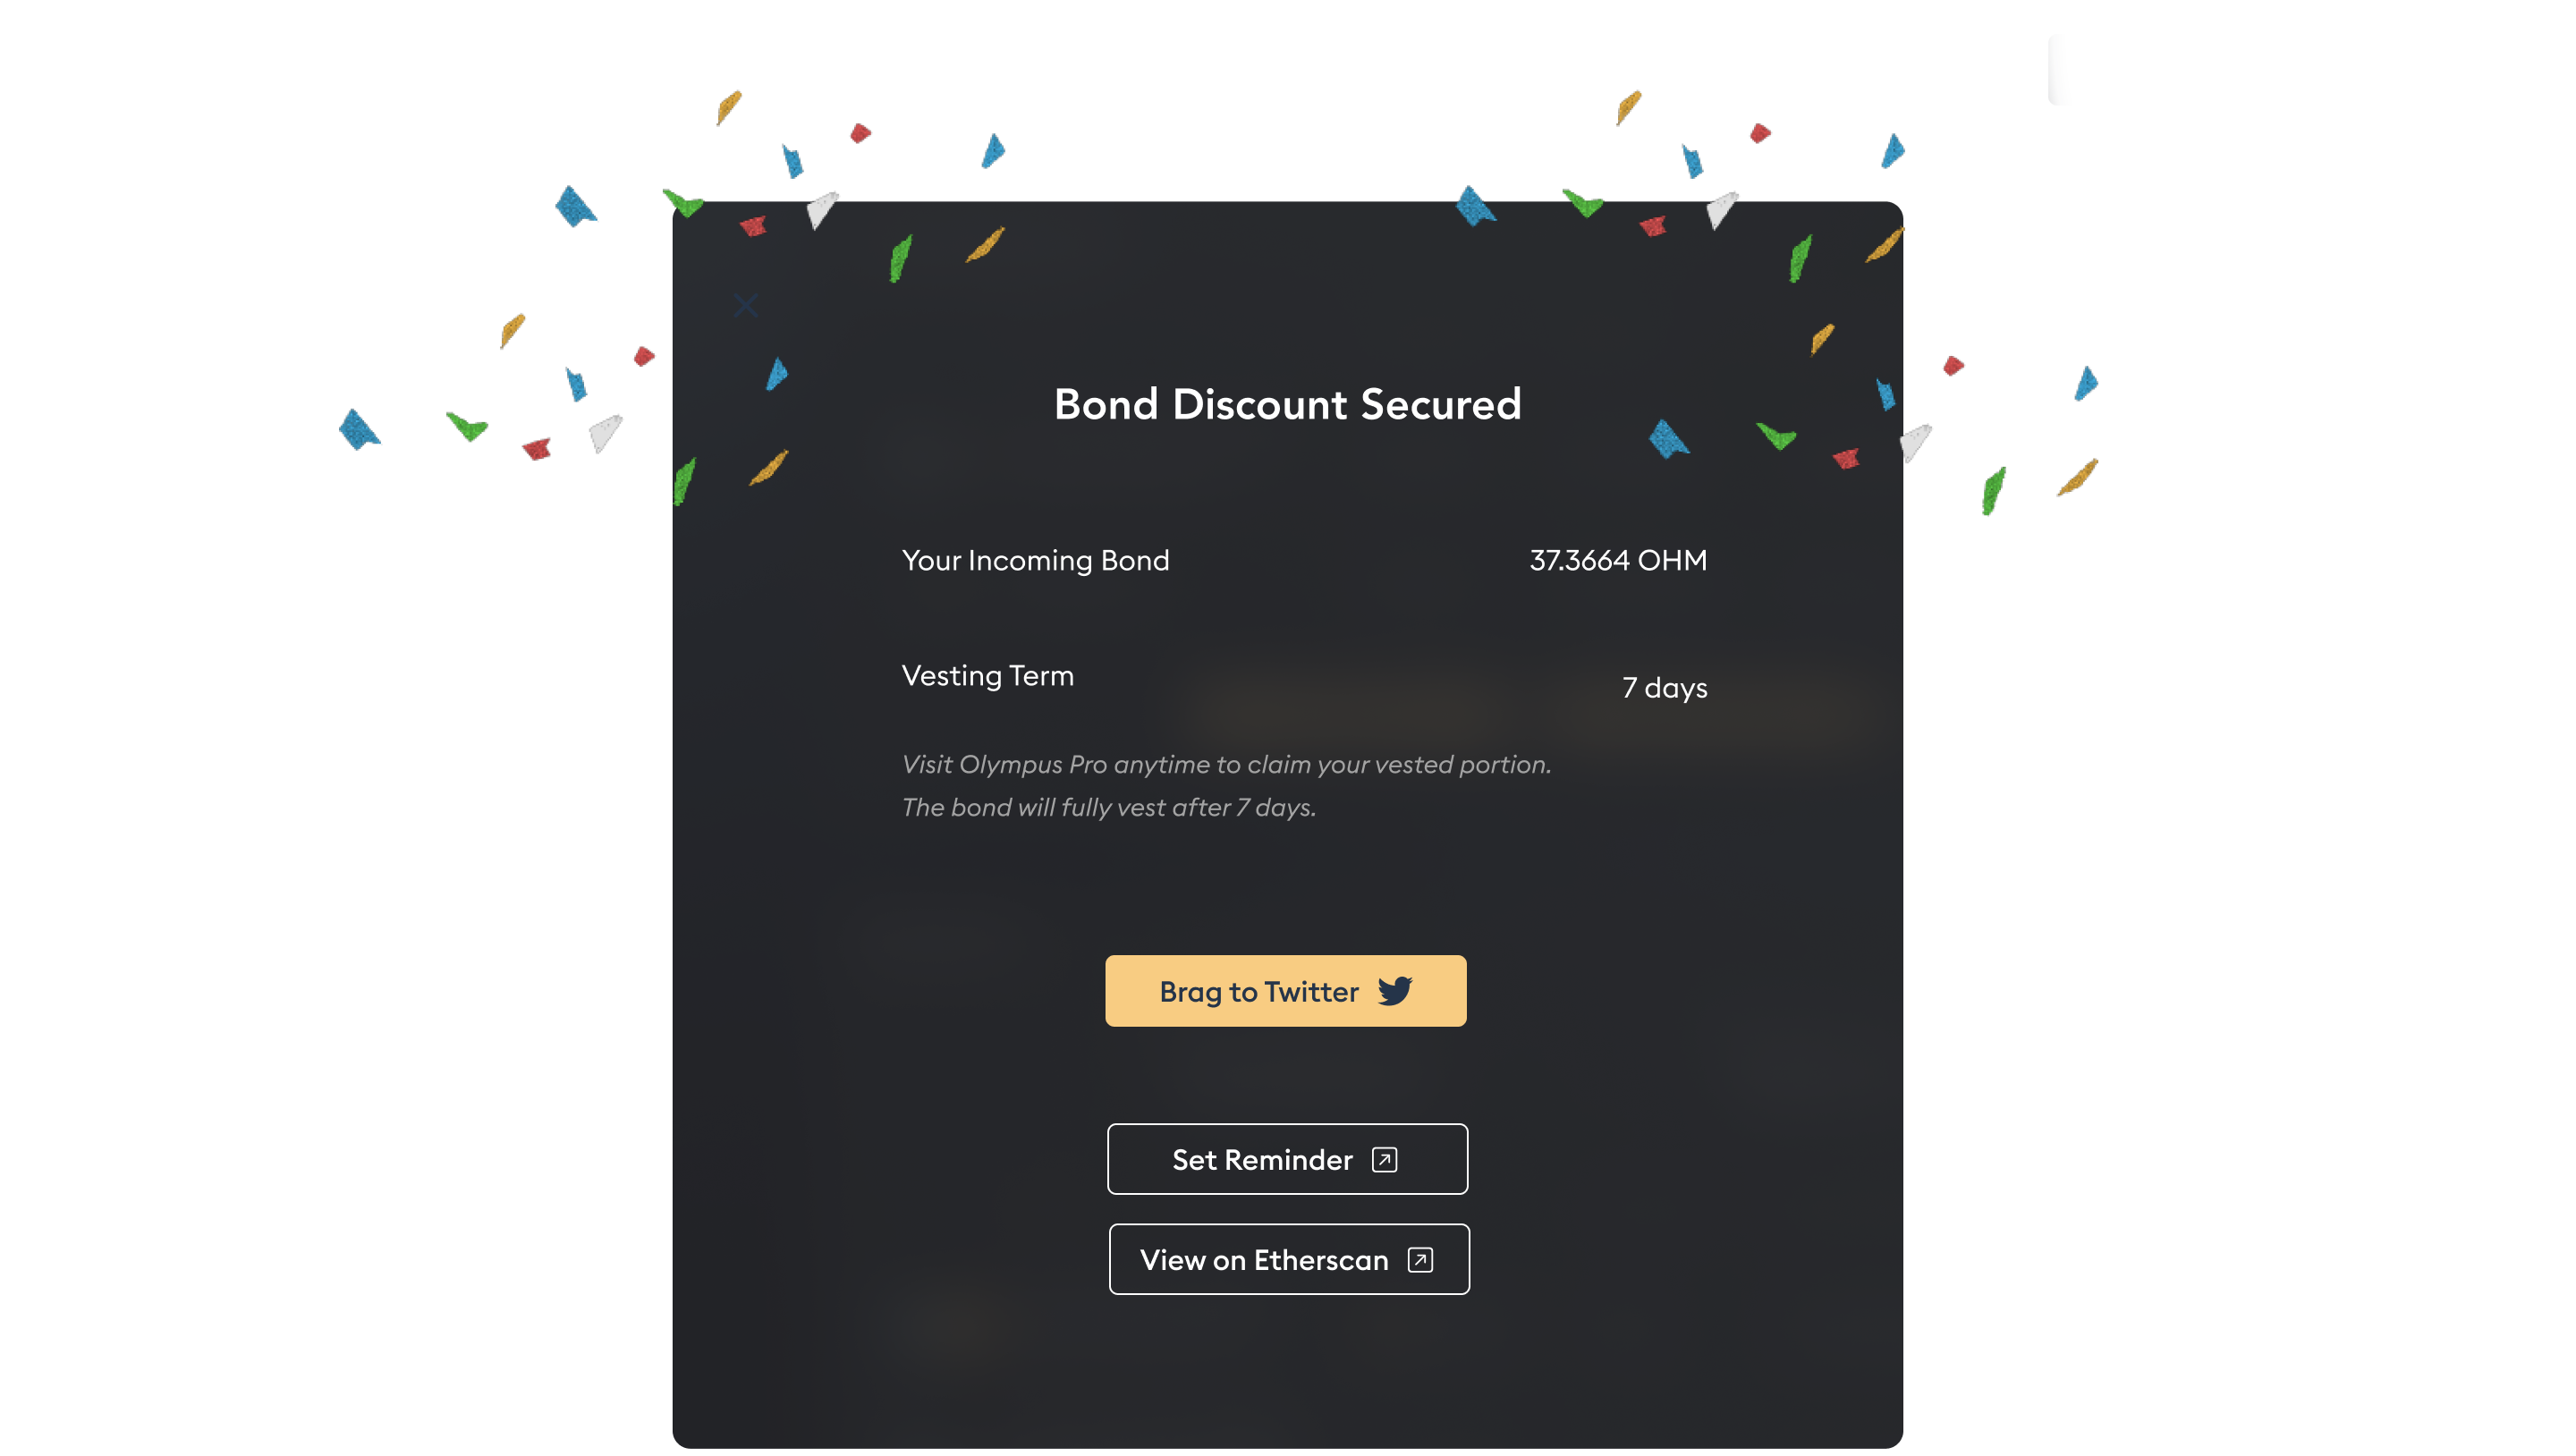 Bond Discount Secured
Your Incoming Bond 37.3664 OHM
Vesting Term 7 days
Visit Olympus Pro anytime to claim your vested portion.
The bond will fully vest after 7 days.
Brag to Twitter
Set Reminder
View on Etherscan